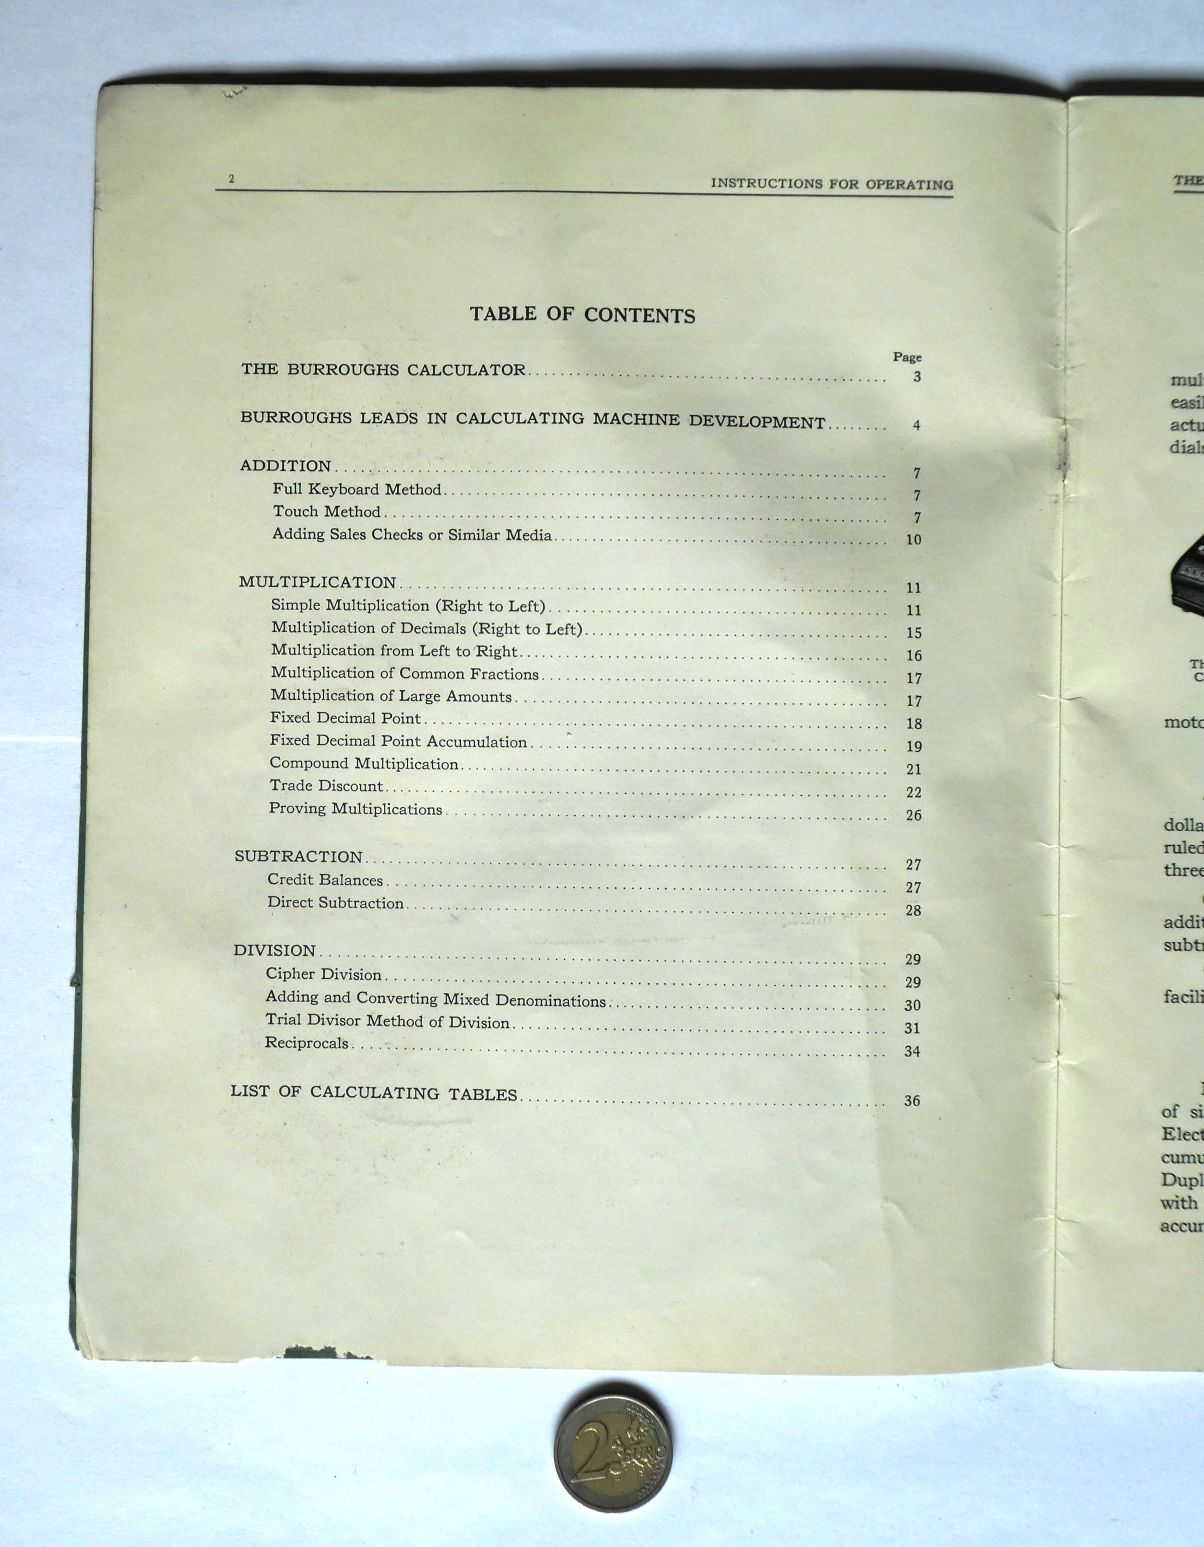 2
INSTRUCTIONS FOR OPERATING
TABLE OF CONTENTS
Page
THE BURROUGHS CALCULATOR 3
BURROUGHS LEADS IN CALCULATING MACHINE DEVELOPMENT 4
ADDITION 7
Full Keyboard Method 7
Touch Method 7
Adding Sales Checks or Similar Media 10
MULTIPLICATION 11
Simple Multiplication (Right to Left) 11
Multiplication of Decimals (Right to Left) 15
Multiplication from Left to Right 16
Multiplication of Common Fractions 17
Multiplication of Large Amounts 17
Fixed Decimal Point 18
Fixed Decimal Point Accumulation 19
Compound Multiplication 21
Trade Discount 22
Proving Multiplications 26
SUBTRACTION 27
Credit Balances 27
Direct Subtraction 28
DIVISION 29
Cipher Division 29
Adding and Converting Mixed Denominations 30
Trial Divisor Method of Division 31
Reciprocals 34
LIST OF CALCULATING TABLES 36
THE
three
of
with
2 EURO